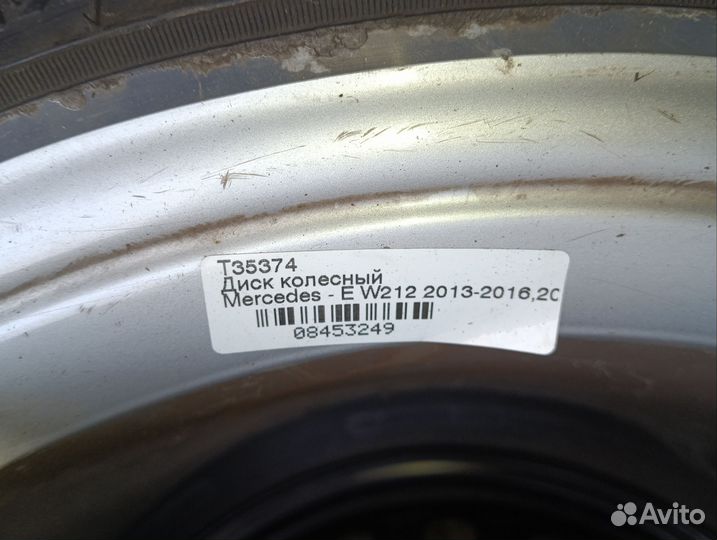 T35374
Диск колесный
Mercedes - E W212 2013-2016,20
08453249
Avito